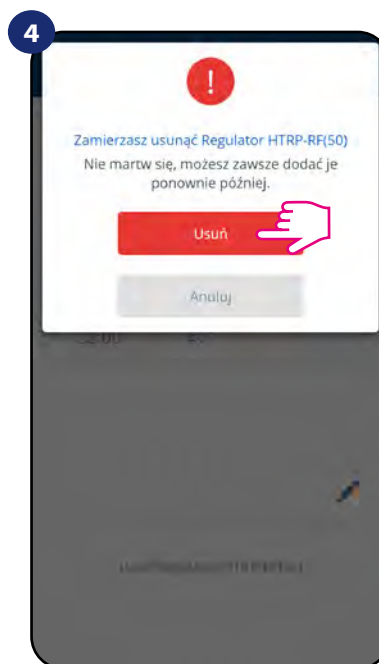 4
!
Zamierzasz usunąć Regulator HTRP-RF(50)
Nie martw się, możesz zawsze dodać je
ponownie później.
Usuń
Anuluj